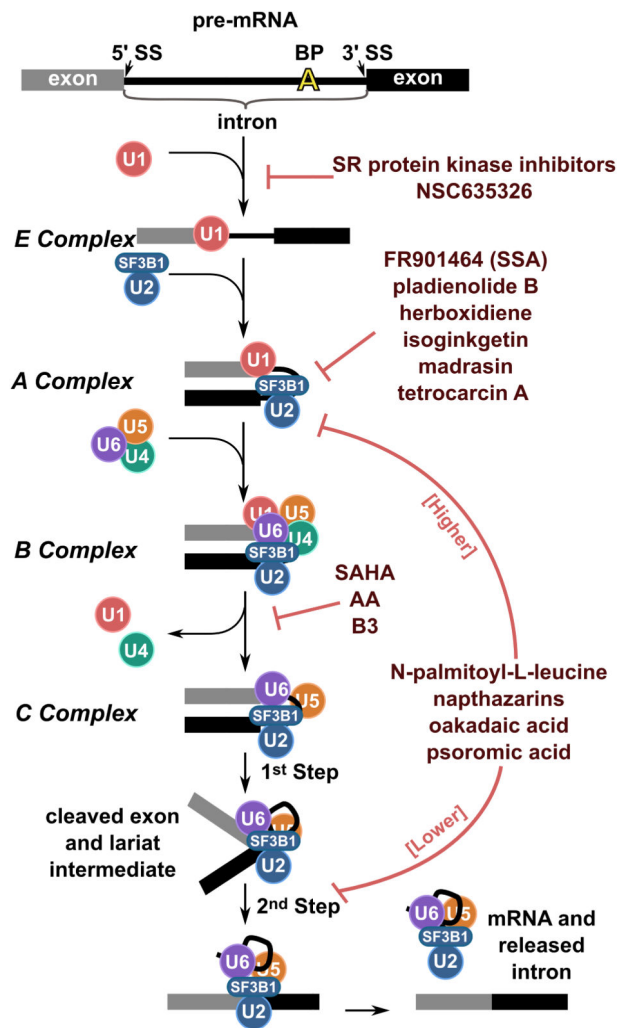 pre-mRNA
5' SS
BP
3' SS
exon
A
exon
intron
U1
SR protein kinase inhibitors
NSC635326
E Complex
U1
SF3B1
U2
FR901464 (SSA)
pladienolide B
herboxidiene
isoginkgetin
madrasin
tetrocarcin A
A Complex
U1
SF3B1
U2
U5
U6
U4
[Higher]
B Complex
U1
U5
U6
U4
SF3B1
U2
SAHA
AA
B3
U1
U4
N-palmitoyl-L-leucine
napthazarins
oakadaic acid
psoromic acid
C Complex
U6
U5
SF3B1
U2
1st Step
cleaved exon
and lariat
intermediate
U6
U5
SF3B1
U2
[Lower]
2nd Step
U6
U5
SF3B1
U2
U6
U5
SF3B1
U2
mRNA and
released
intron